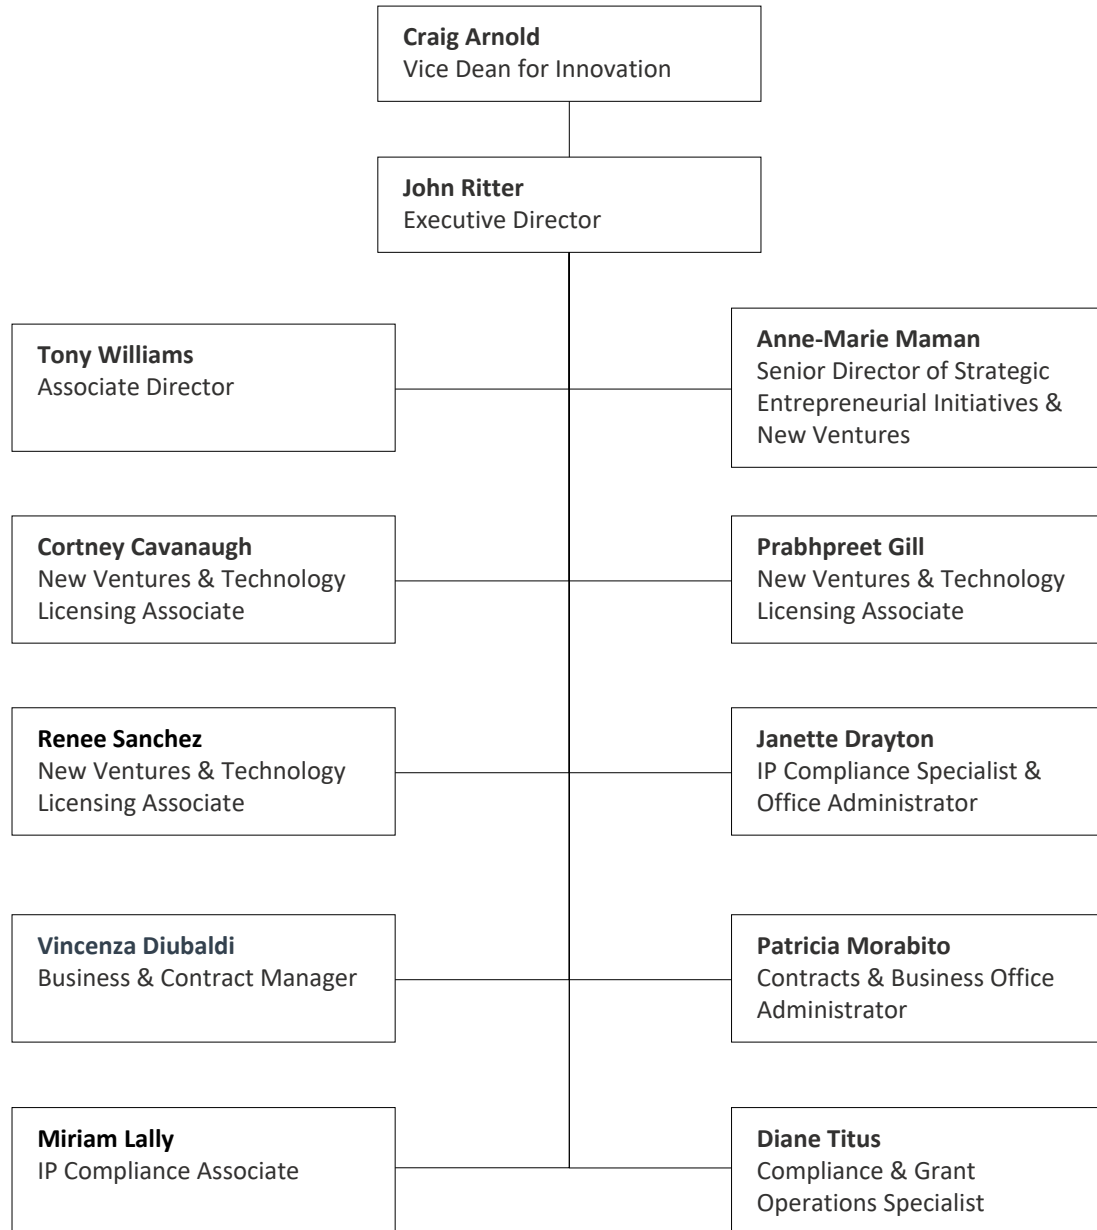 Craig Arnold
Vice Dean for Innovation
John Ritter
Executive Director
Tony Williams
Associate Director
Anne-Marie Maman
Senior Director of Strategic
Entrepreneurial Initiatives &
New Ventures
Cortney Cavanaugh
New Ventures & Technology
Licensing Associate
Prabhpreet Gill
New Ventures & Technology
Licensing Associate
Renee Sanchez
New Ventures & Technology
Licensing Associate
Janette Drayton
IP Compliance Specialist &
Office Administrator
Vincenza Diubaldi
Business & Contract Manager
Patricia Morabito
Contracts & Business Office
Administrator
Miriam Lally
IP Compliance Associate
Diane Titus
Compliance & Grant
Operations Specialist